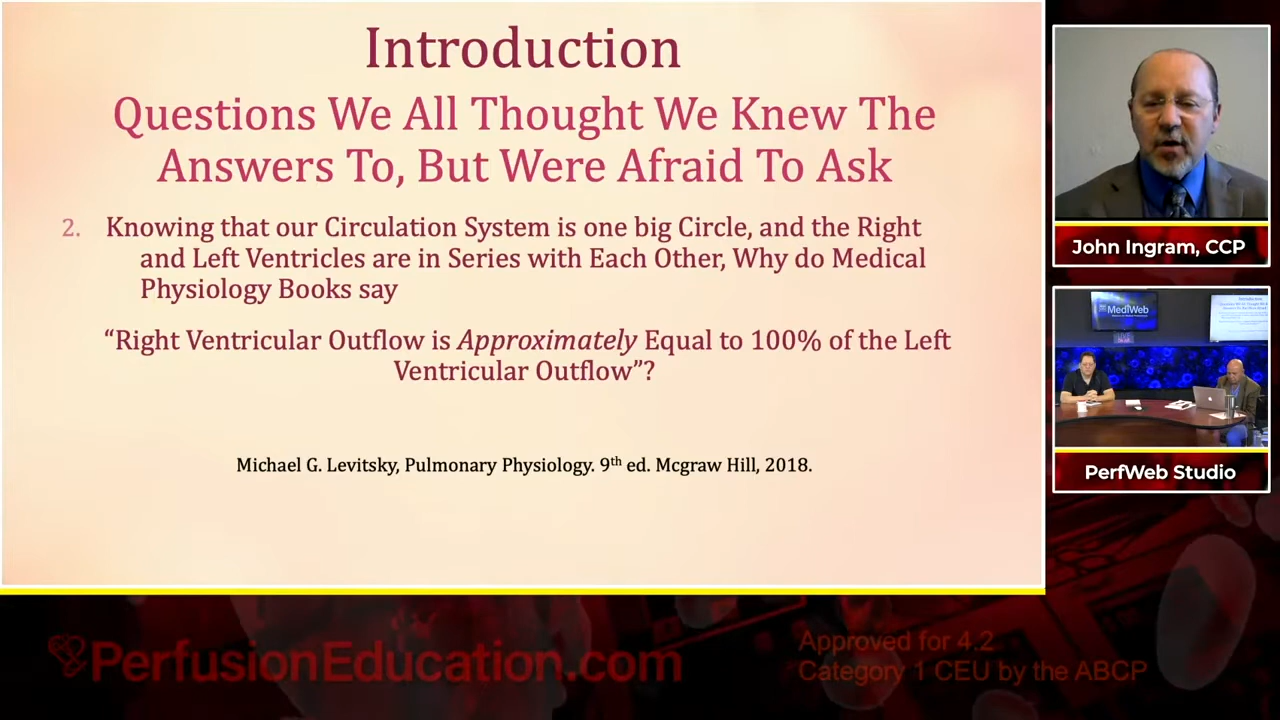 Introduction
Questions We All Thought We Knew The
Answers To, But Were Afraid To Ask
2. Knowing that our Circulation System is one big Circle, and the Right
and Left Ventricles are in Series with Each Other, Why do Medical
Physiology Books say
“Right Ventricular Outflow is Approximately Equal to 100% of the Left
Ventricular Outflow”?
Michael G. Levitsky, Pulmonary Physiology. 9th ed. Mcgraw Hill, 2018.
John Ingram, CCP
MediWeb
PerfWeb Studio
PerfusionEducation.com
Approved for 4.2
Category 1 CEU by the ABCP